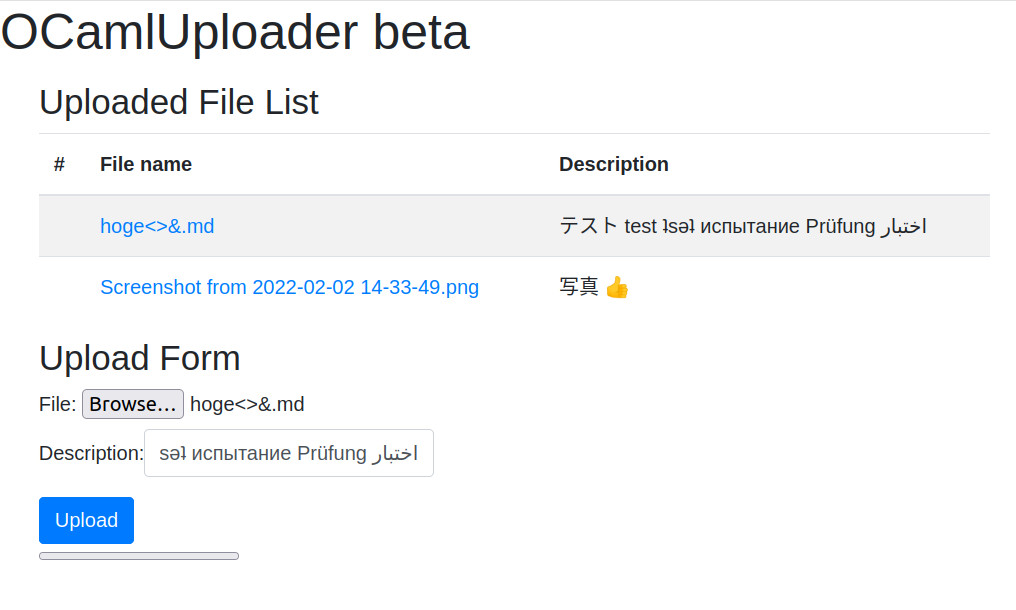 OCamlUploader beta
Uploaded File List
# File name Description
hoge<>&.md テスト test ʇsǝʇ испытание Prüfung اختبار
Screenshot from 2022-02-02 14-33-49.png 写真 👍
Upload Form
File: Browse... hoge<>&.md
Description: sǝʇ испытание Prüfung اختبار
Upload